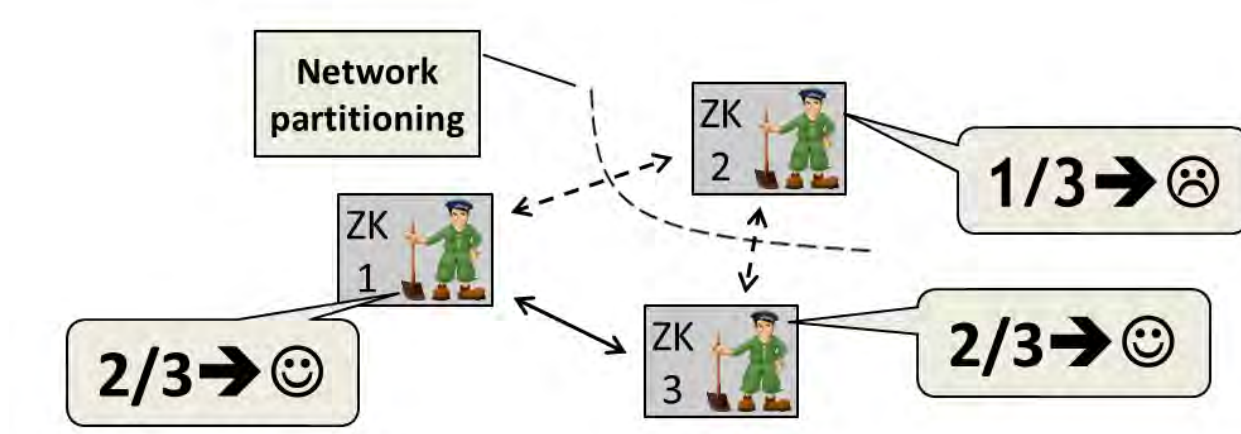 Network
partitioning
ZK
2
1/3➔☹
ZK
1
2/3➔☺
ZK
3
2/3➔☺